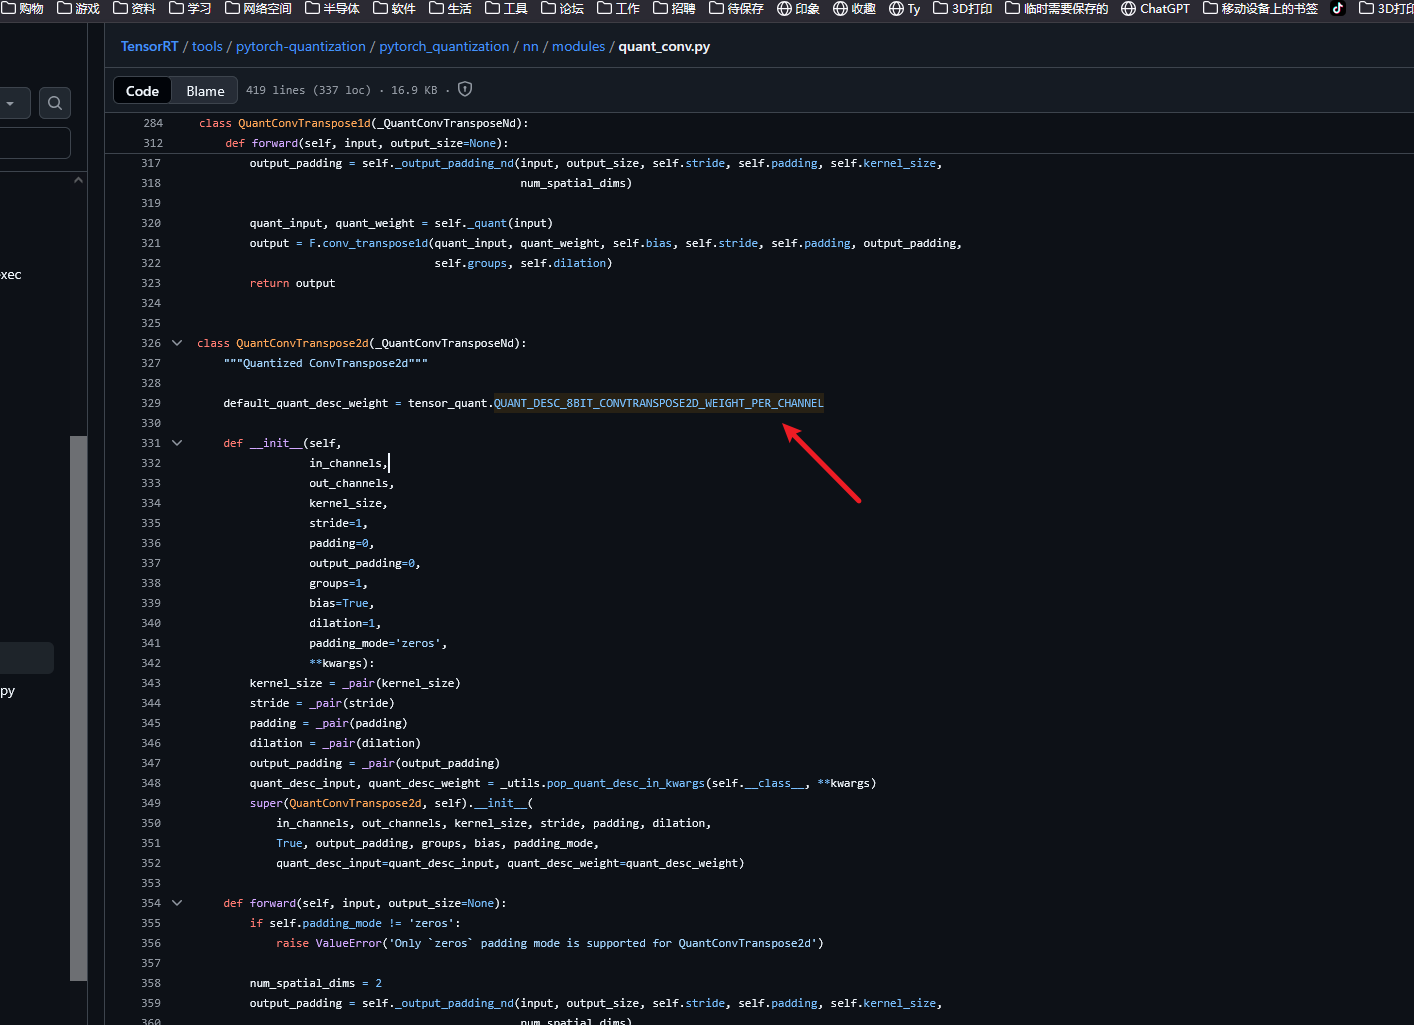 购物 游戏 资料 学习 网络空间 半导体 软件 生活 工具 论坛 工作 招聘 待保存 印象 收趣 Ty 3D打印 临时需要保存的 ChatGPT 移动设备上的书签 3D打印
TensorRT / tools / pytorch-quantization / pytorch_quantization / nn / modules / quant_conv.py
Code Blame 419 lines (337 loc) · 16.9 KB ·
284 class QuantConvTranspose1d(_QuantConvTransposeNd):
312 def forward(self, input, output_size=None):
317 output_padding = self._output_padding_nd(input, output_size, self.stride, self.padding, self.kernel_size,
318 num_spatial_dims)
319
320 quant_input, quant_weight = self._quant(input)
321 output = F.conv_transpose1d(quant_input, quant_weight, self.bias, self.stride, self.padding, output_padding,
322 self.groups, self.dilation)
323 return output
324
325
326 class QuantConvTranspose2d(_QuantConvTransposeNd):
327 """Quantized ConvTranspose2d"""
328
329 default_quant_desc_weight = tensor_quant.QUANT_DESC_8BIT_CONVTRANSPOSE2D_WEIGHT_PER_CHANNEL
330
331 def __init__(self,
332 in_channels,
333 out_channels,
334 kernel_size,
335 stride=1,
336 padding=0,
337 output_padding=0,
338 groups=1,
339 bias=True,
340 dilation=1,
341 padding_mode='zeros',
342 **kwargs):
343 kernel_size = _pair(kernel_size)
344 stride = _pair(stride)
345 padding = _pair(padding)
346 dilation = _pair(dilation)
347 output_padding = _pair(output_padding)
348 quant_desc_input, quant_desc_weight = _utils.pop_quant_desc_in_kwargs(self.__class__, **kwargs)
349 super(QuantConvTranspose2d, self).__init__(
350 in_channels, out_channels, kernel_size, stride, padding, dilation,
351 True, output_padding, groups, bias, padding_mode,
352 quant_desc_input=quant_desc_input, quant_desc_weight=quant_desc_weight)
353
354 def forward(self, input, output_size=None):
355 if self.padding_mode != 'zeros':
356 raise ValueError('Only `zeros` padding mode is supported for QuantConvTranspose2d')
357
358 num_spatial_dims = 2
359 output_padding = self._output_padding_nd(input, output_size, self.stride, self.padding, self.kernel_size,
360 num_spatial_dims)
xec
py